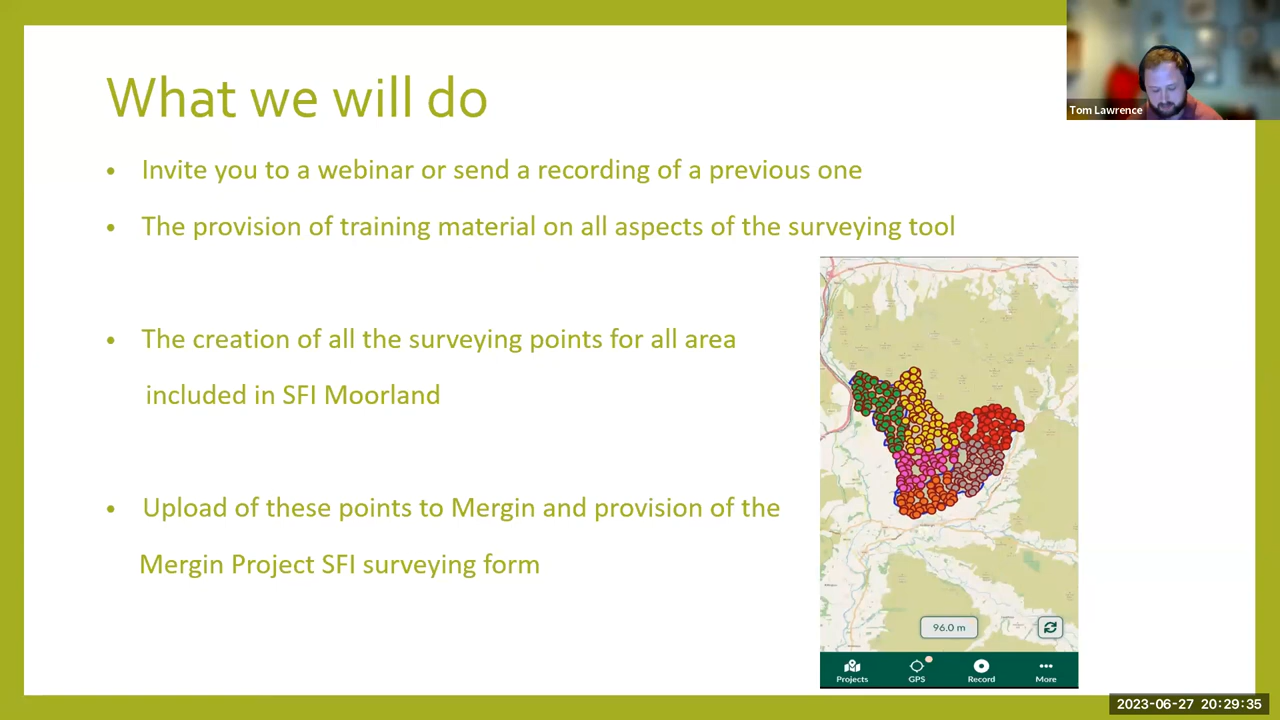 What we will do
Tom Lawrence
• Invite you to a webinar or send a recording of a previous one
• The provision of training material on all aspects of the surveying tool
• The creation of all the surveying points for all area
included in SFI Moorland
• Upload of these points to Mergin and provision of the
Mergin Project SFI surveying form
96.0 m
Projects
GPS
Record
More
2023-06-27 20:29:35